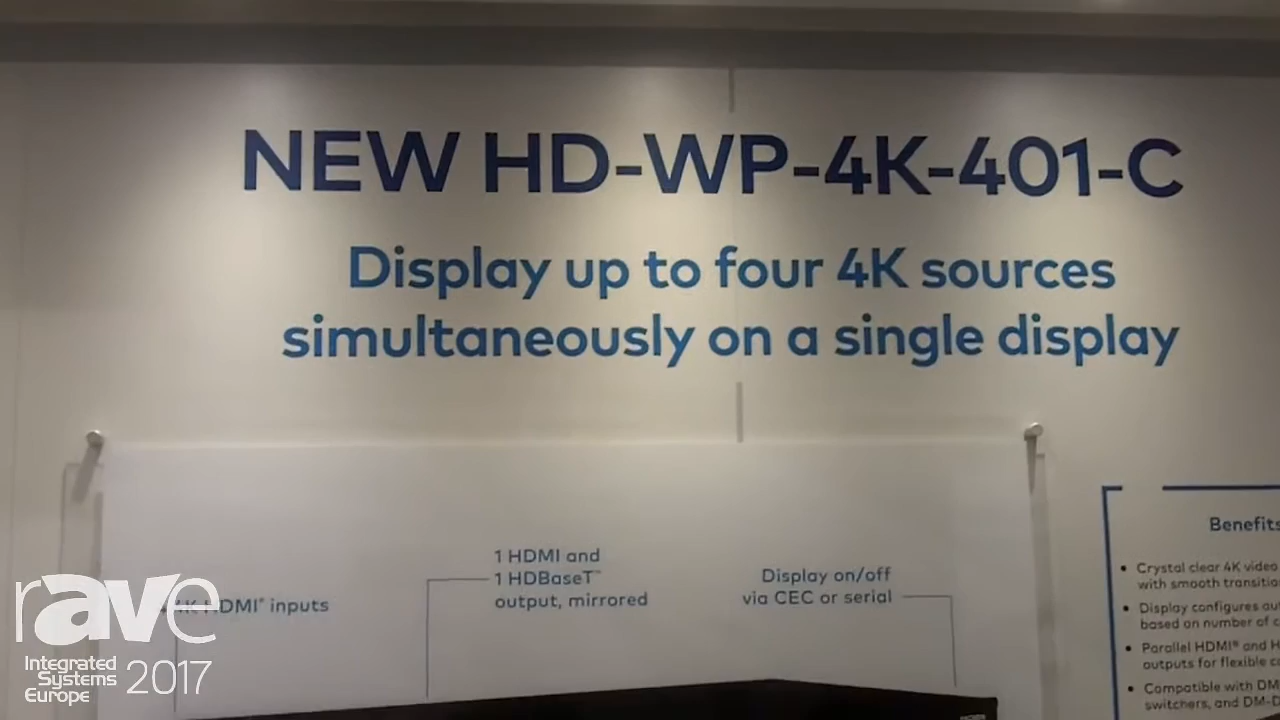 NEW HD-WP-4K-401-C
Display up to four 4K sources
simultaneously on a single display
1 HDMI and
1 HDBaseT™
output, mirrored
Display on/off
via CEC or serial
4K HDMI® inputs
Benefits
• Crystal clear 4K video
with smooth
• Display configures
based on number of
• Parallel HDMI® and
outputs for flexible
• Compatible with DM
switchers, and
rAVe
Integrated
Systems
Europe
2017